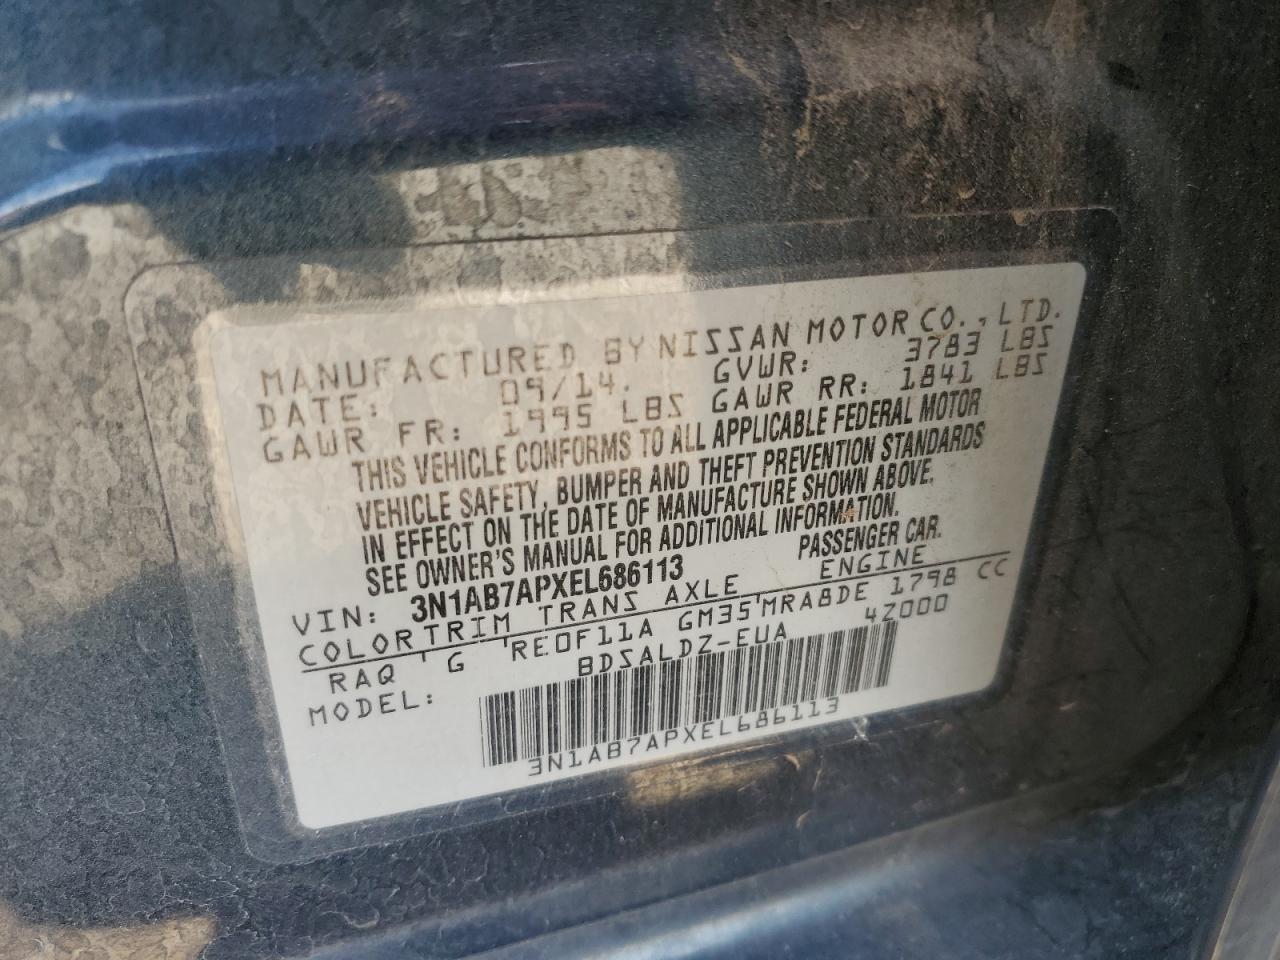 MANUFACTURED BY NISSAN MOTOR CO., LTD.
DATE: 09/14. GVWR: 3783 LBS
GAWR FR: 1995 LBS GAWR RR: 1841 LBS
THIS VEHICLE CONFORMS TO ALL APPLICABLE FEDERAL MOTOR
VEHICLE SAFETY, BUMPER AND THEFT PREVENTION STANDARDS
IN EFFECT ON THE DATE OF MANUFACTURE SHOWN ABOVE.
SEE OWNER'S MANUAL FOR ADDITIONAL INFORMATION.
VIN: 3N1AB7APXEL686113 PASSENGER CAR.
COLOR TRIM TRANS AXLE ENGINE
RAQ ' G ' RE0F11A GM35 ' MRA8DE 1798 CC
MODEL: BDSALDZ-EUA 4Z000
3N1AB7APXEL686113